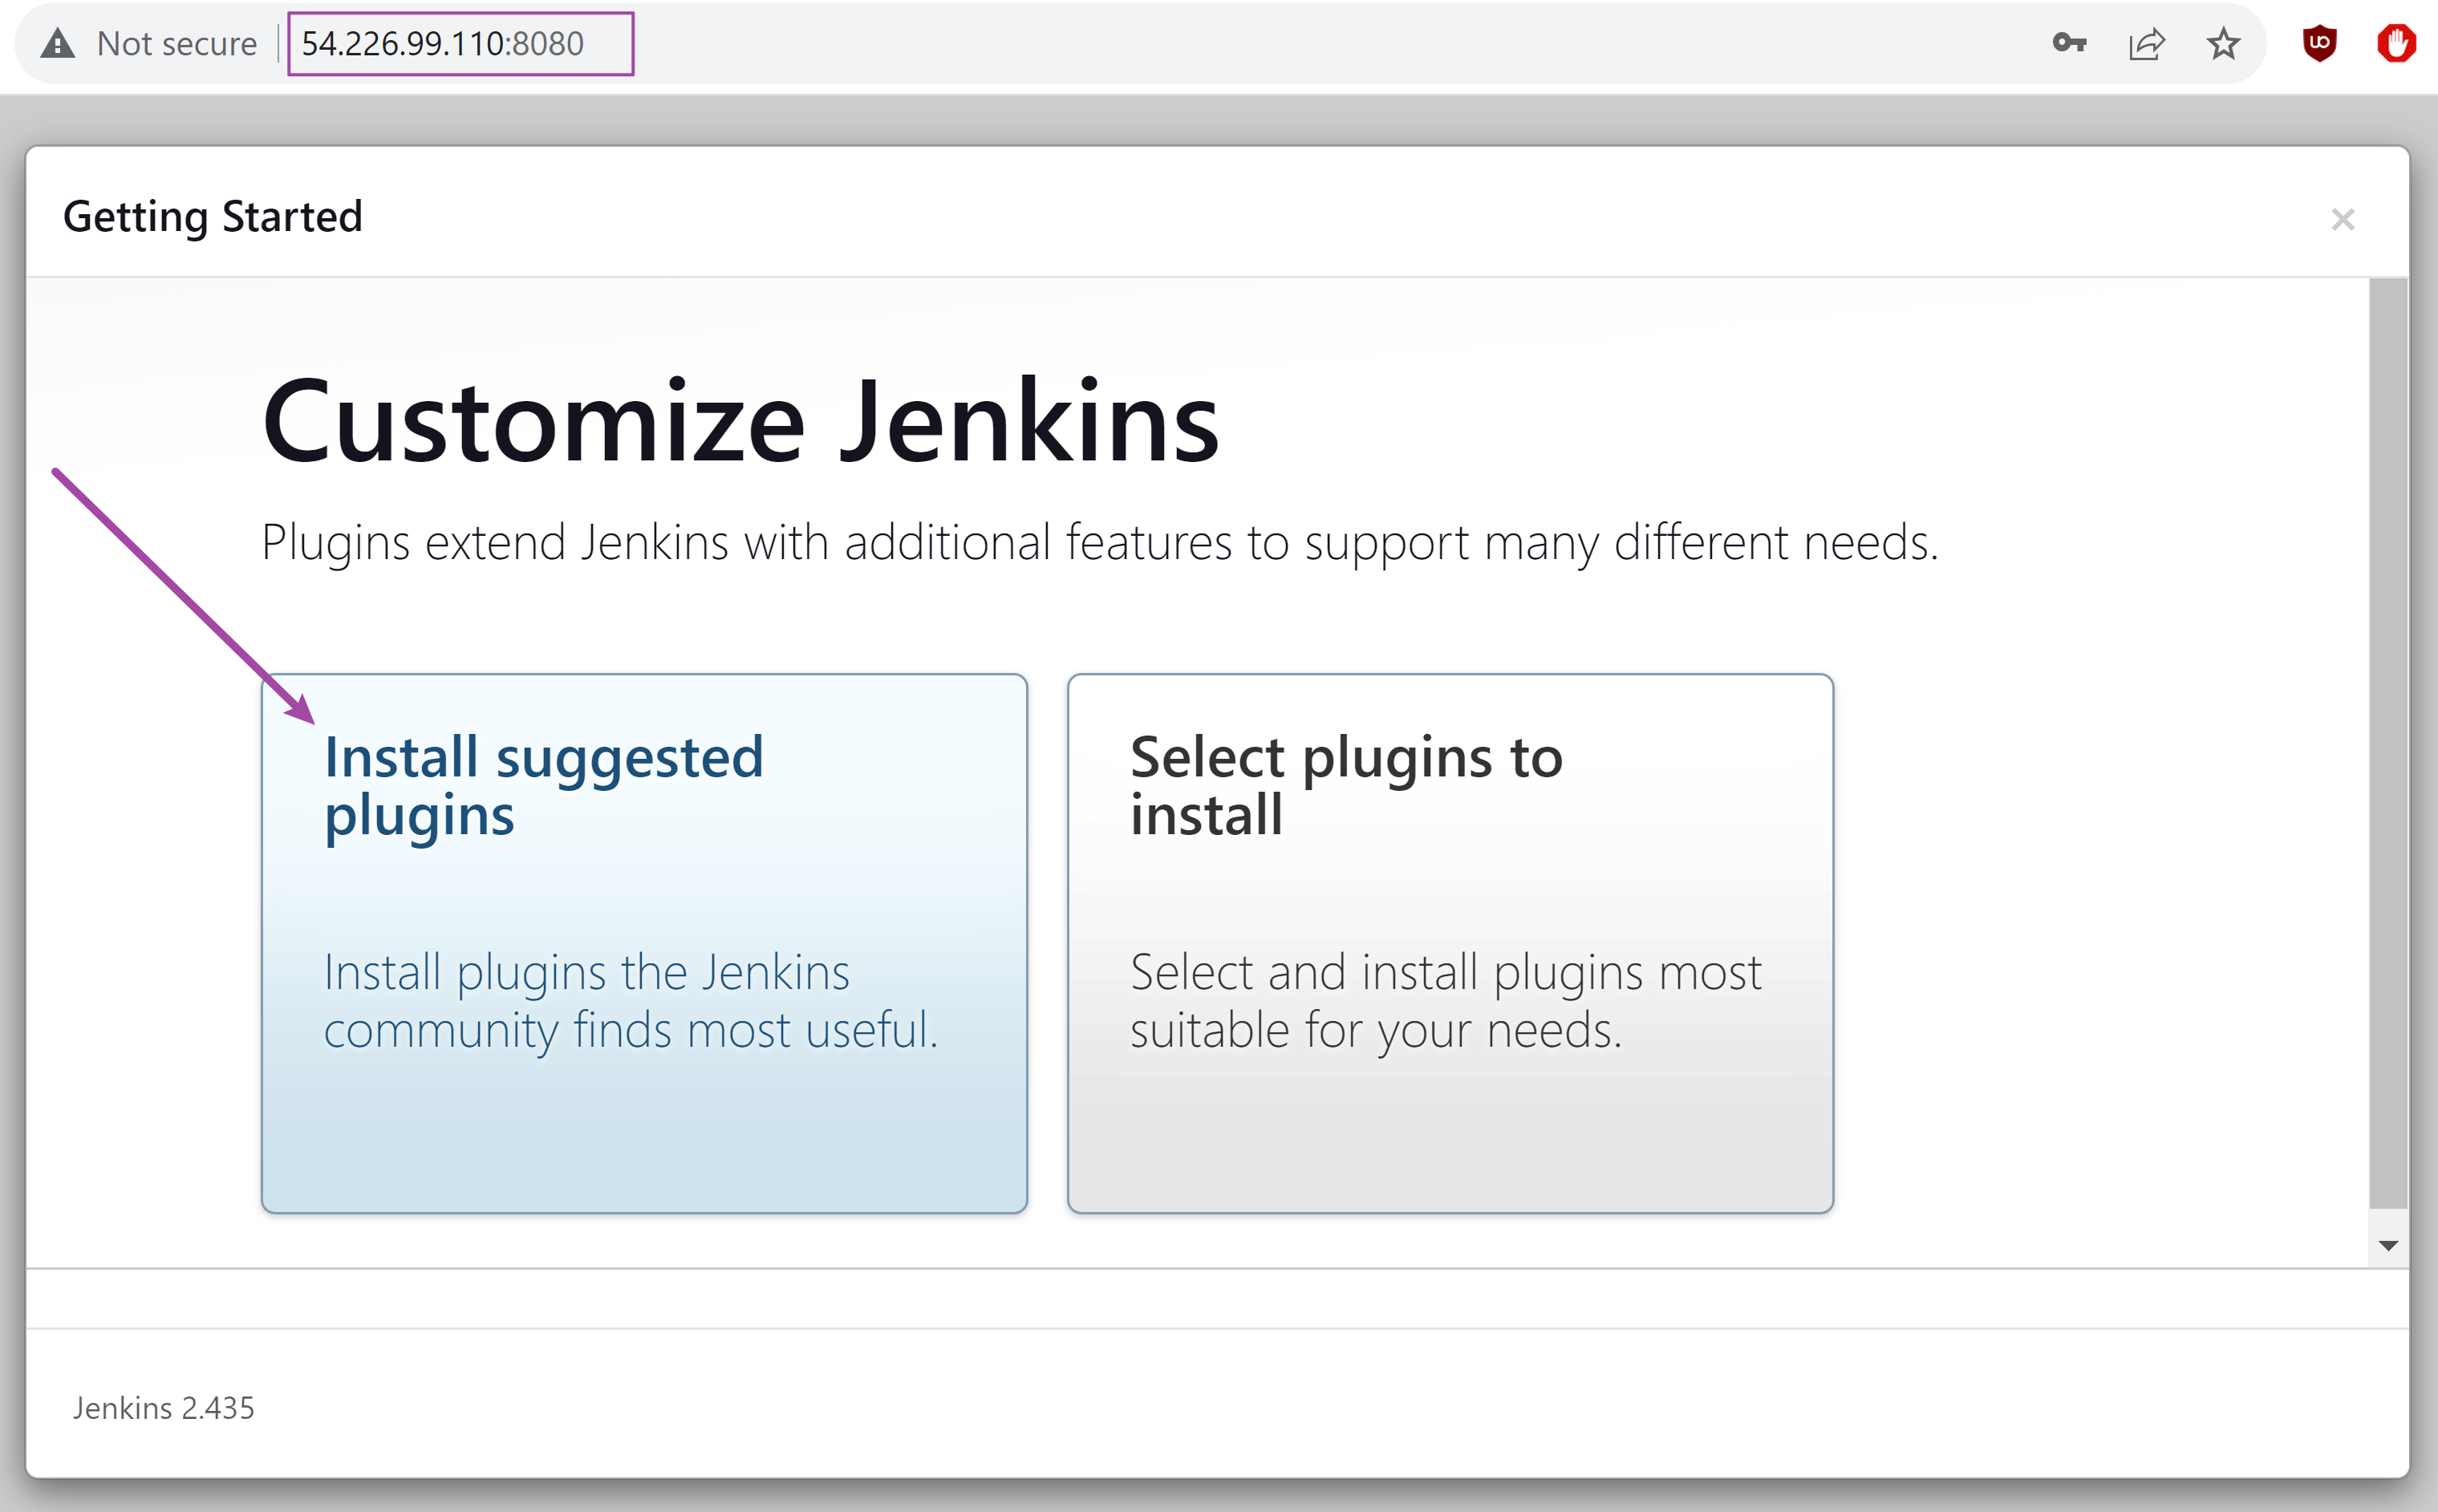 Not secure 54.226.99.110:8080
Getting Started
Customize Jenkins
Plugins extend Jenkins with additional features to support many different needs.
Install suggested
plugins
Install plugins the Jenkins
community finds most useful.
Select plugins to
install
Select and install plugins most
suitable for your needs.
Jenkins 2.435